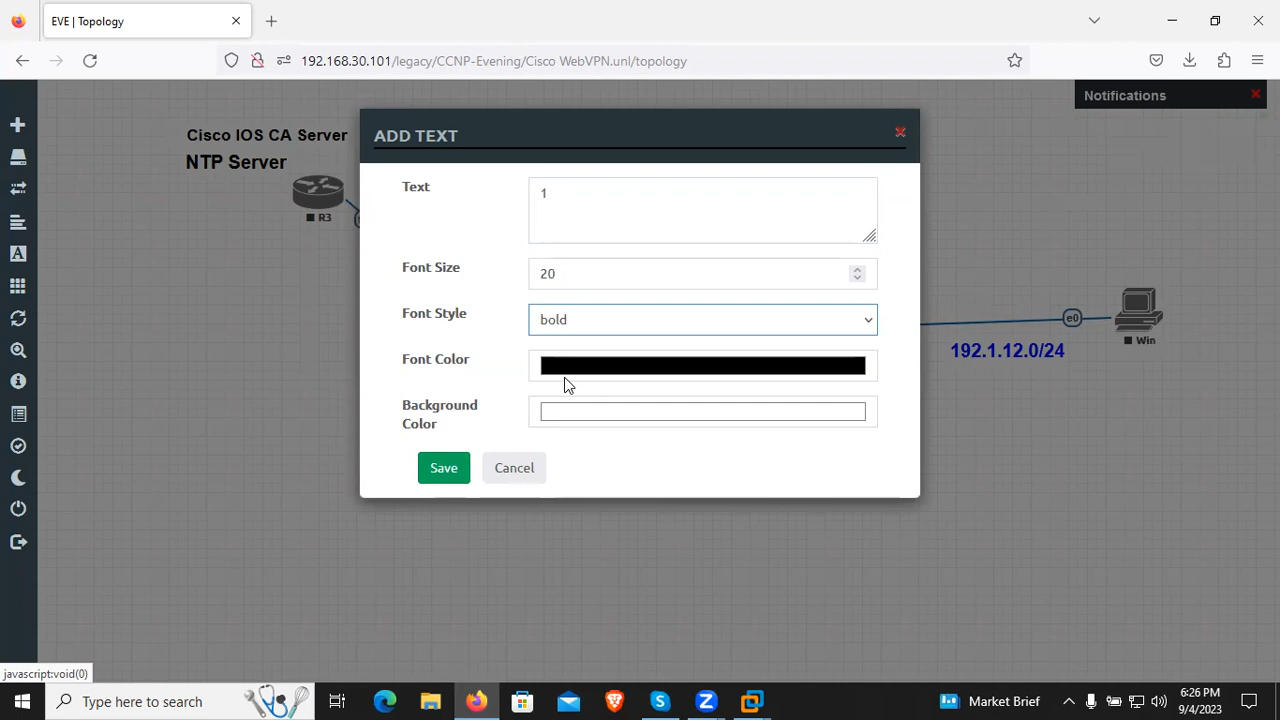 EVE | Topology
192.168.30.101/legacy/CCNP-Evening/Cisco WebVPN.unl/topology
Notifications
Cisco IOS CA Server
NTP Server
R3
ADD TEXT
Text
1
Font Size
20
Font Style
bold
Font Color
Background
Color
Save
Cancel
e0
192.1.12.0/24
Win
javascript:void(0)
Type here to search
Market Brief
6:26 PM
9/4/2023